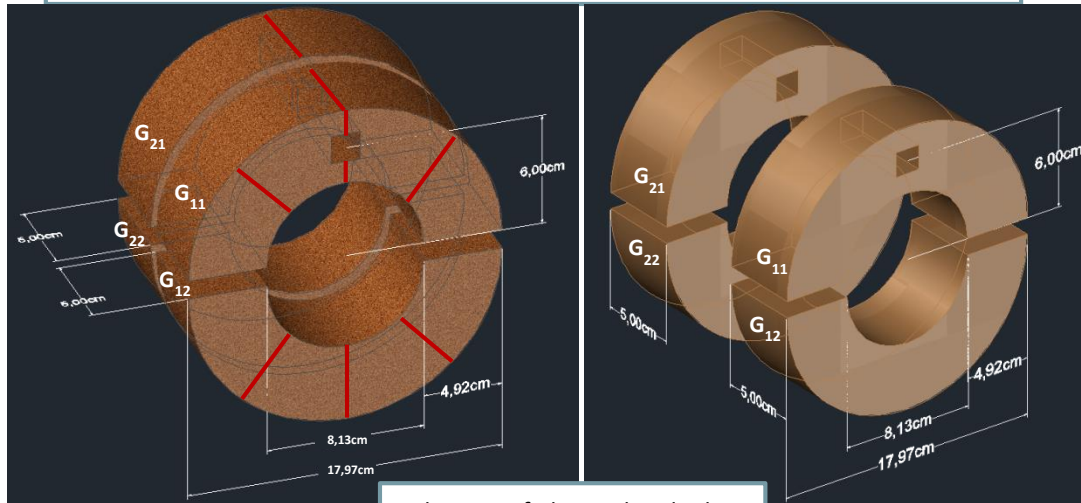 G21
G11
G22
G12
6,00cm
5,00cm
5,00cm
4,92cm
8,13cm
17,97cm
G21
G22
G11
G12
6,00cm
5,00cm
5,00cm
4,92cm
8,13cm
17,97cm